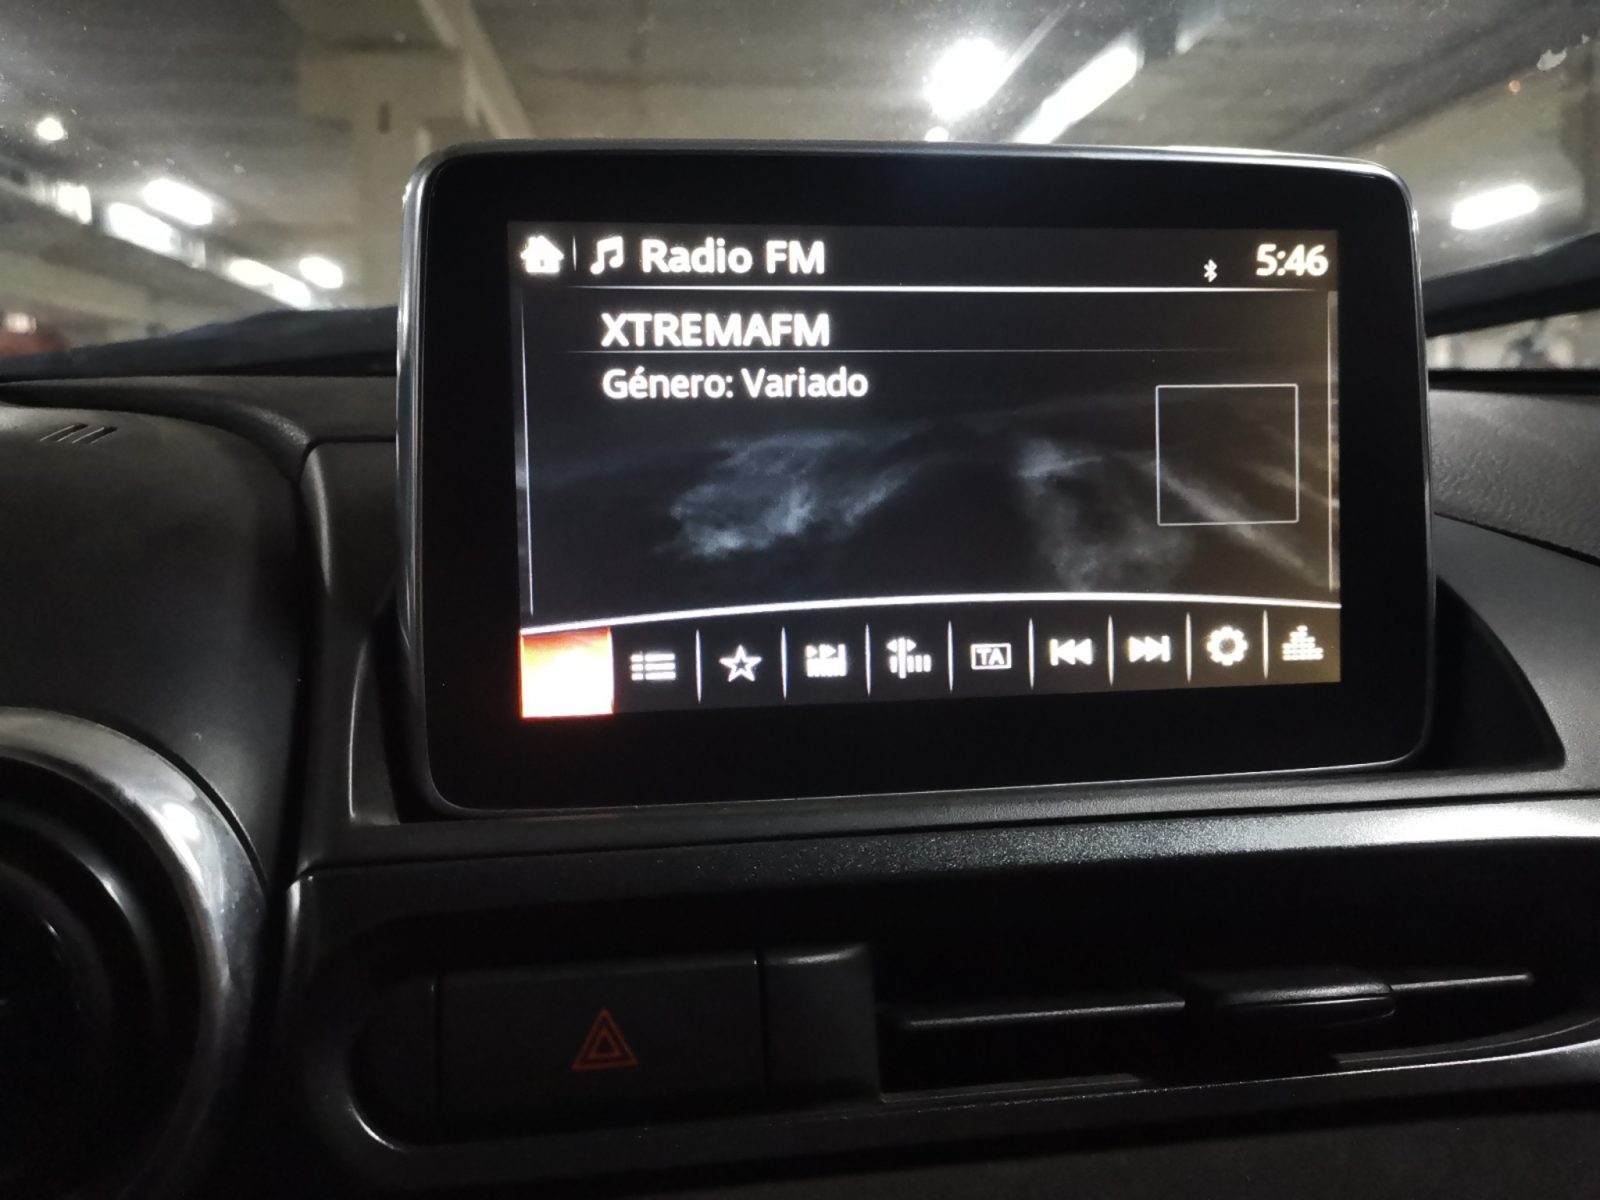 Radio FM
5:46
XTREMAFM
Género: Variado
TA